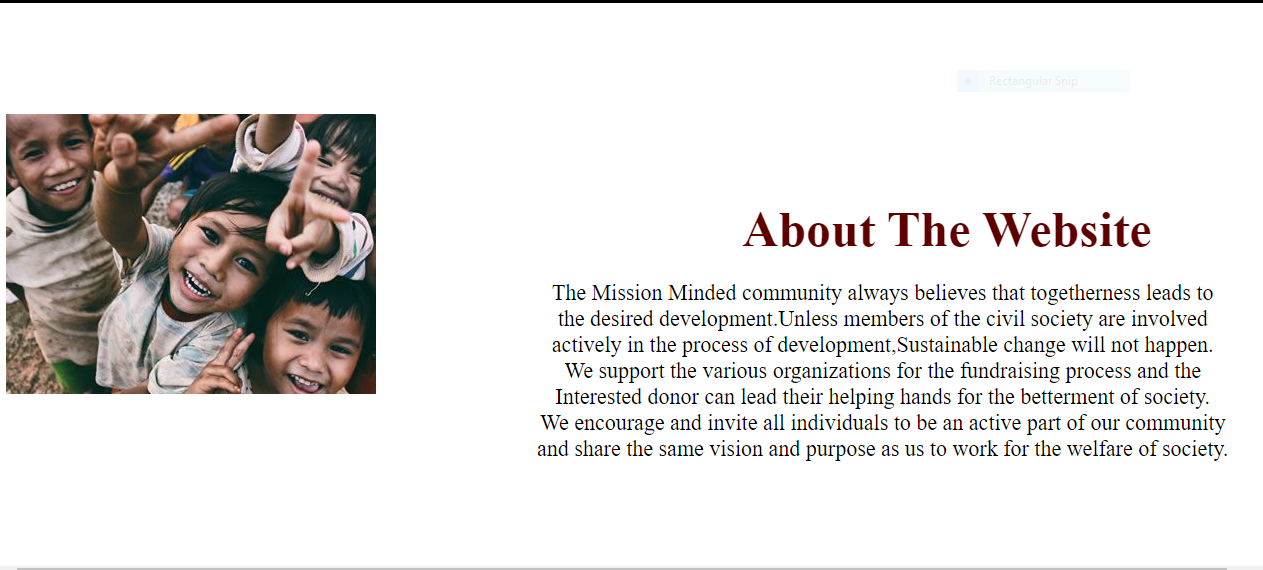 Rectangular Snip
About The Website
The Mission Minded community always believes that togetherness leads to
the desired development.Unless members of the civil society are involved
actively in the process of development,Sustainable change will not happen.
We support the various organizations for the fundraising process and the
Interested donor can lead their helping hands for the betterment of society.
We encourage and invite all individuals to be an active part of our community
and share the same vision and purpose as us to work for the welfare of society.